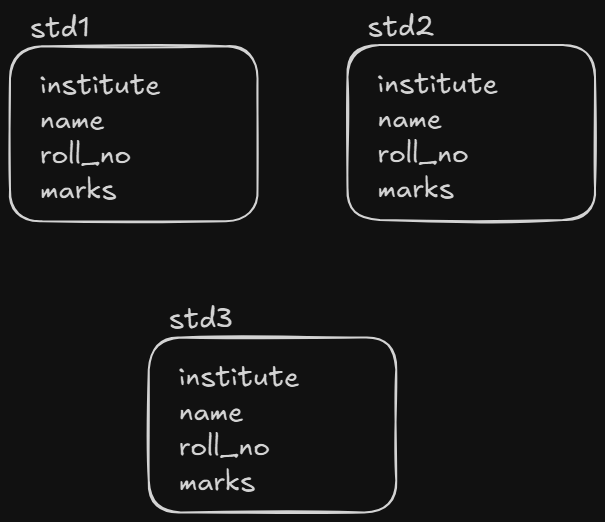 std1
institute
name
roll_no
marks
std2
institute
name
roll_no
marks
std3
institute
name
roll_no
marks